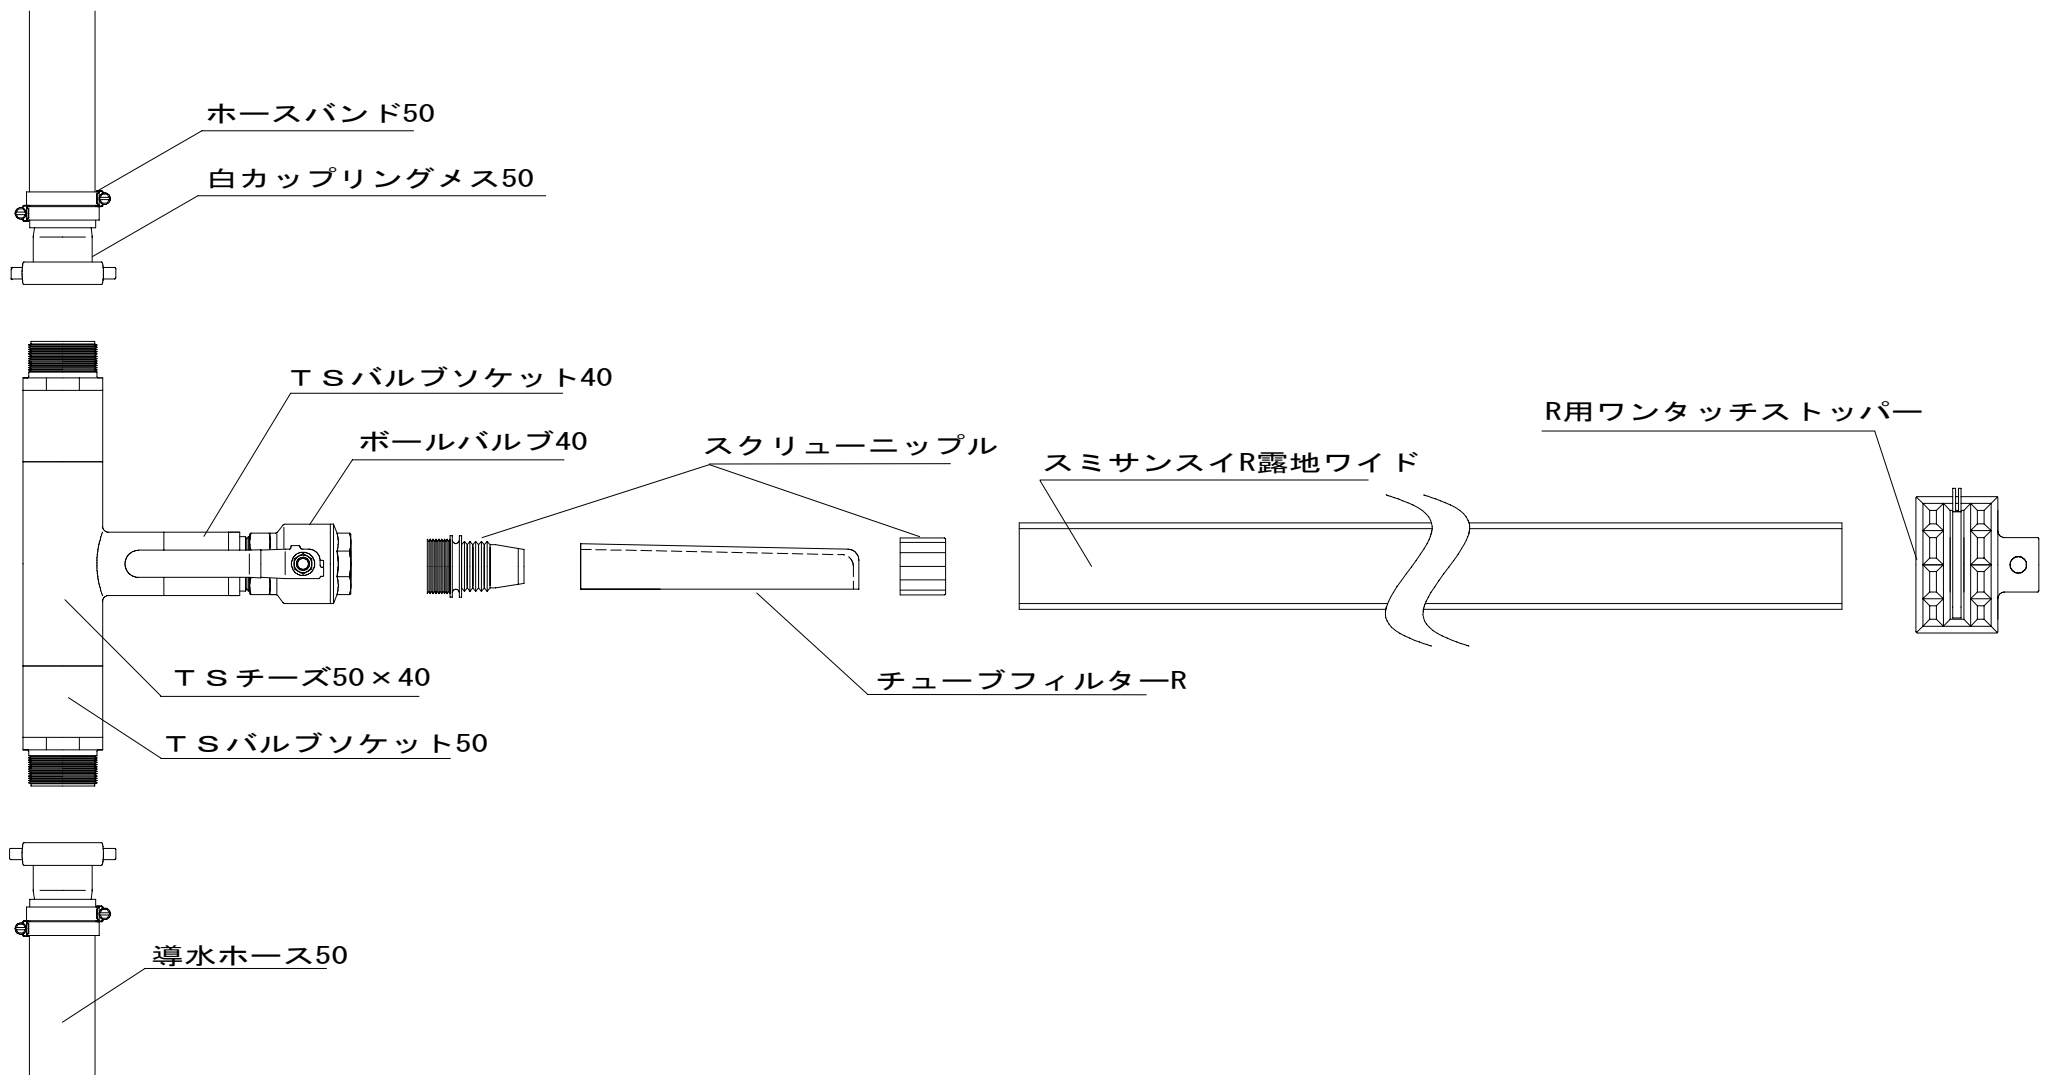 ホースバンド50
白カップリングメス50
ＴＳバルブソケット40
ボールバルブ40
スクリューニップル
スミサンスイR露地ワイド
R用ワンタッチストッパー
ＴＳチーズ50×40
チューブフィルターR
ＴＳバルブソケット50
導水ホース50